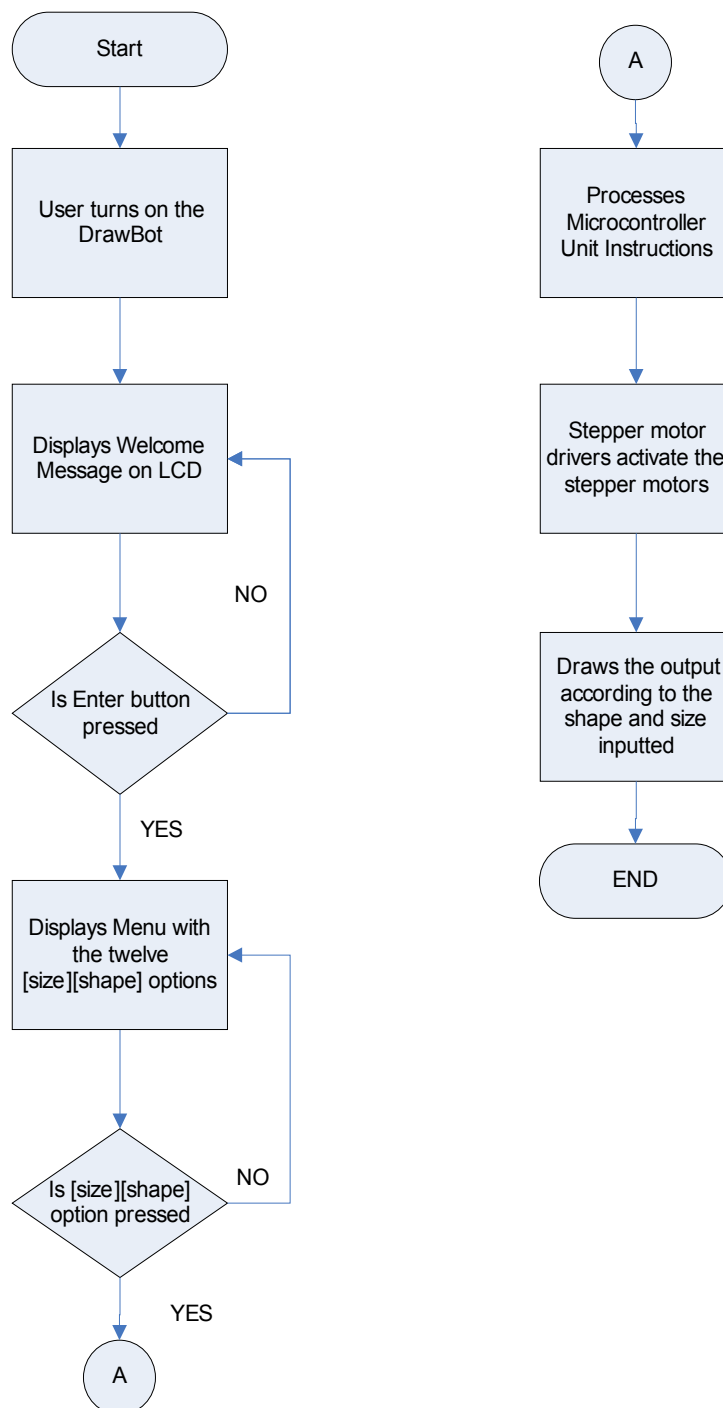 Start
User turns on the
DrawBot
Displays Welcome
Message on LCD
NO
Is Enter button
pressed
YES
Displays Menu with
the twelve
[size][shape] options
NO
Is [size][shape]
option pressed
YES
A
A
Processes
Microcontroller
Unit Instructions
Stepper motor
drivers activate the
stepper motors
Draws the output
according to the
shape and size
inputted
END